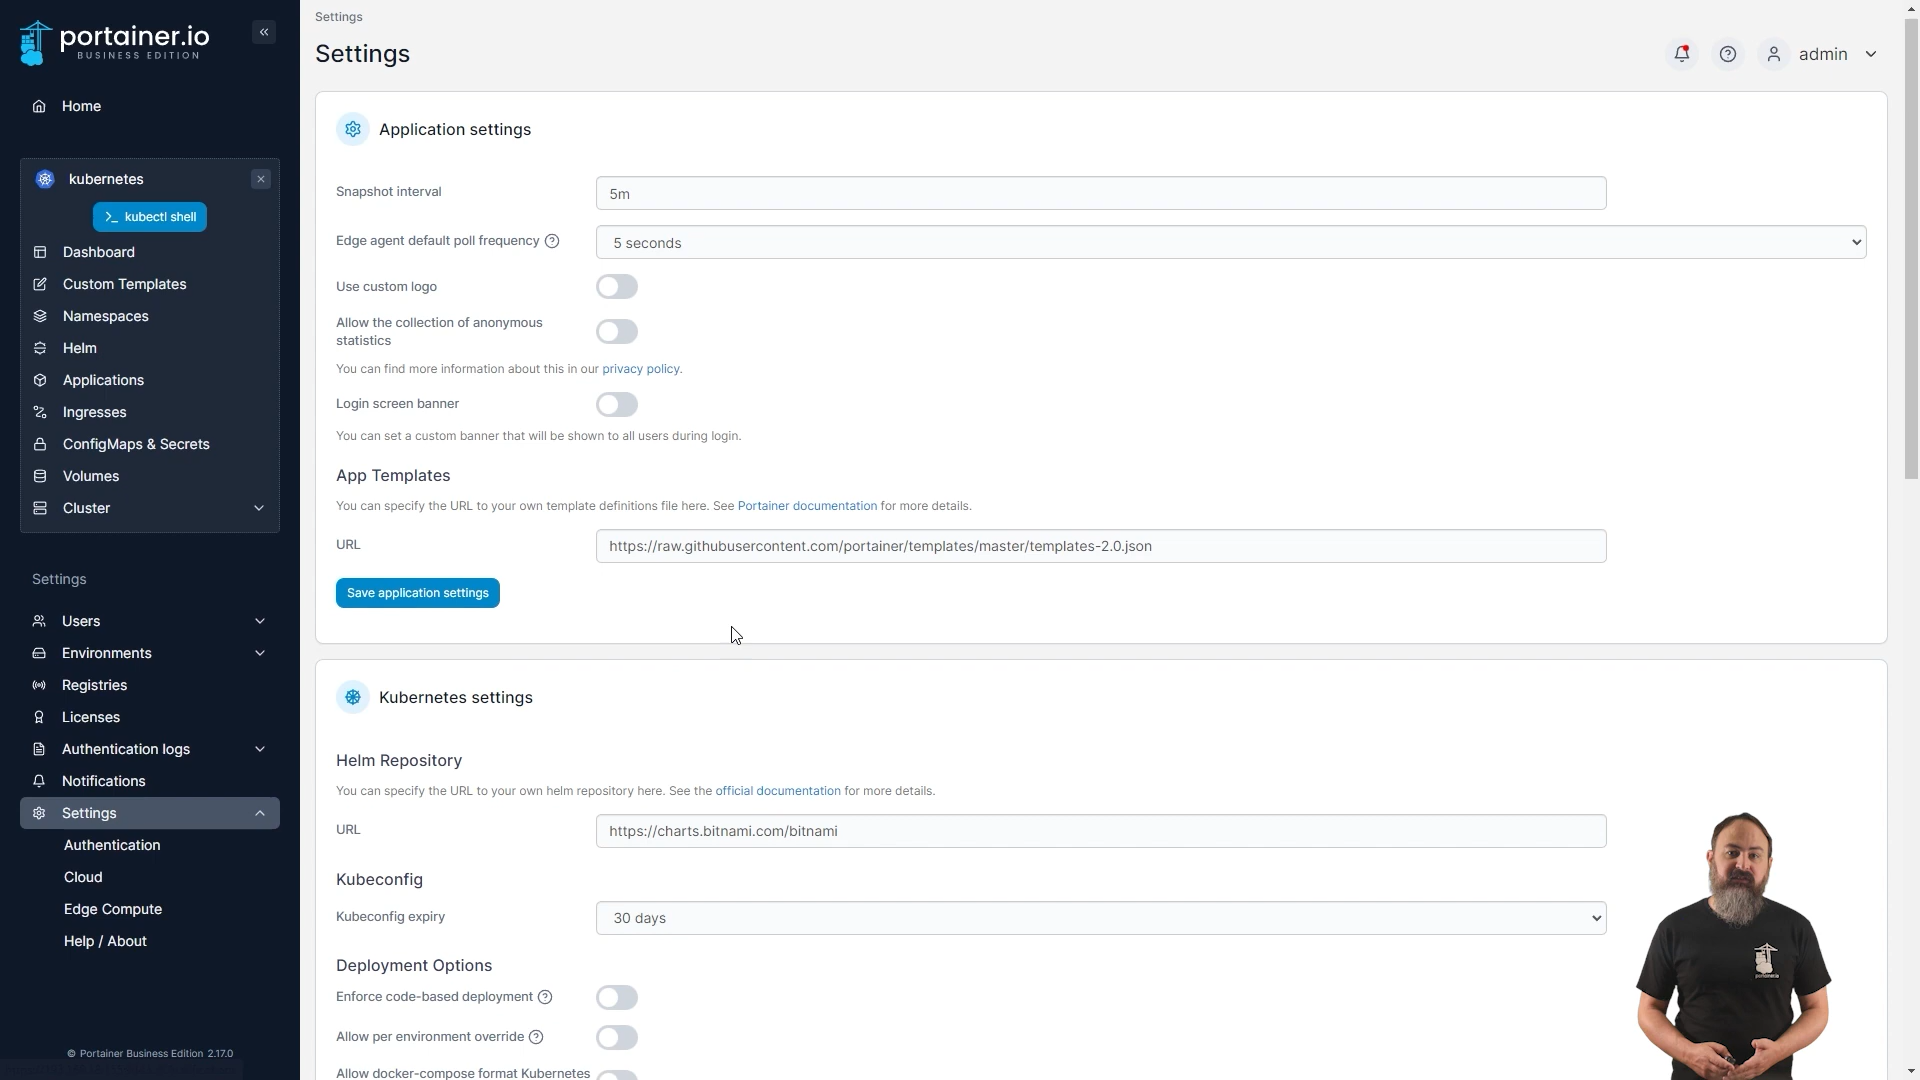 portainer.io
BUSINESS EDITION
Home
kubernetes
kubectl shell
Dashboard
Custom Templates
Namespaces
Helm
Applications
Ingresses
ConfigMaps & Secrets
Volumes
Cluster
Settings
Users
Environments
Registries
Licenses
Authentication logs
Notifications
Settings
Authentication
Cloud
Edge Compute
Help / About
© Portainer Business Edition 2.17.0
Settings
Settings
admin
Application settings
Snapshot interval
5m
Edge agent default poll frequency
5 seconds
Use custom logo
Allow the collection of anonymous
statistics
You can find more information about this in our privacy policy.
Login screen banner
You can set a custom banner that will be shown to all users during login.
App Templates
You can specify the URL to your own template definitions file here. See Portainer documentation for more details.
URL
https://raw.githubusercontent.com/portainer/templates/master/templates-2.0.json
Save application settings
Kubernetes settings
Helm Repository
You can specify the URL to your own helm repository here. See the official documentation for more details.
URL
https://charts.bitnami.com/bitnami
Kubeconfig
Kubeconfig expiry
30 days
Deployment Options
Enforce code-based deployment
Allow per environment override
Allow docker-compose format Kubernetes